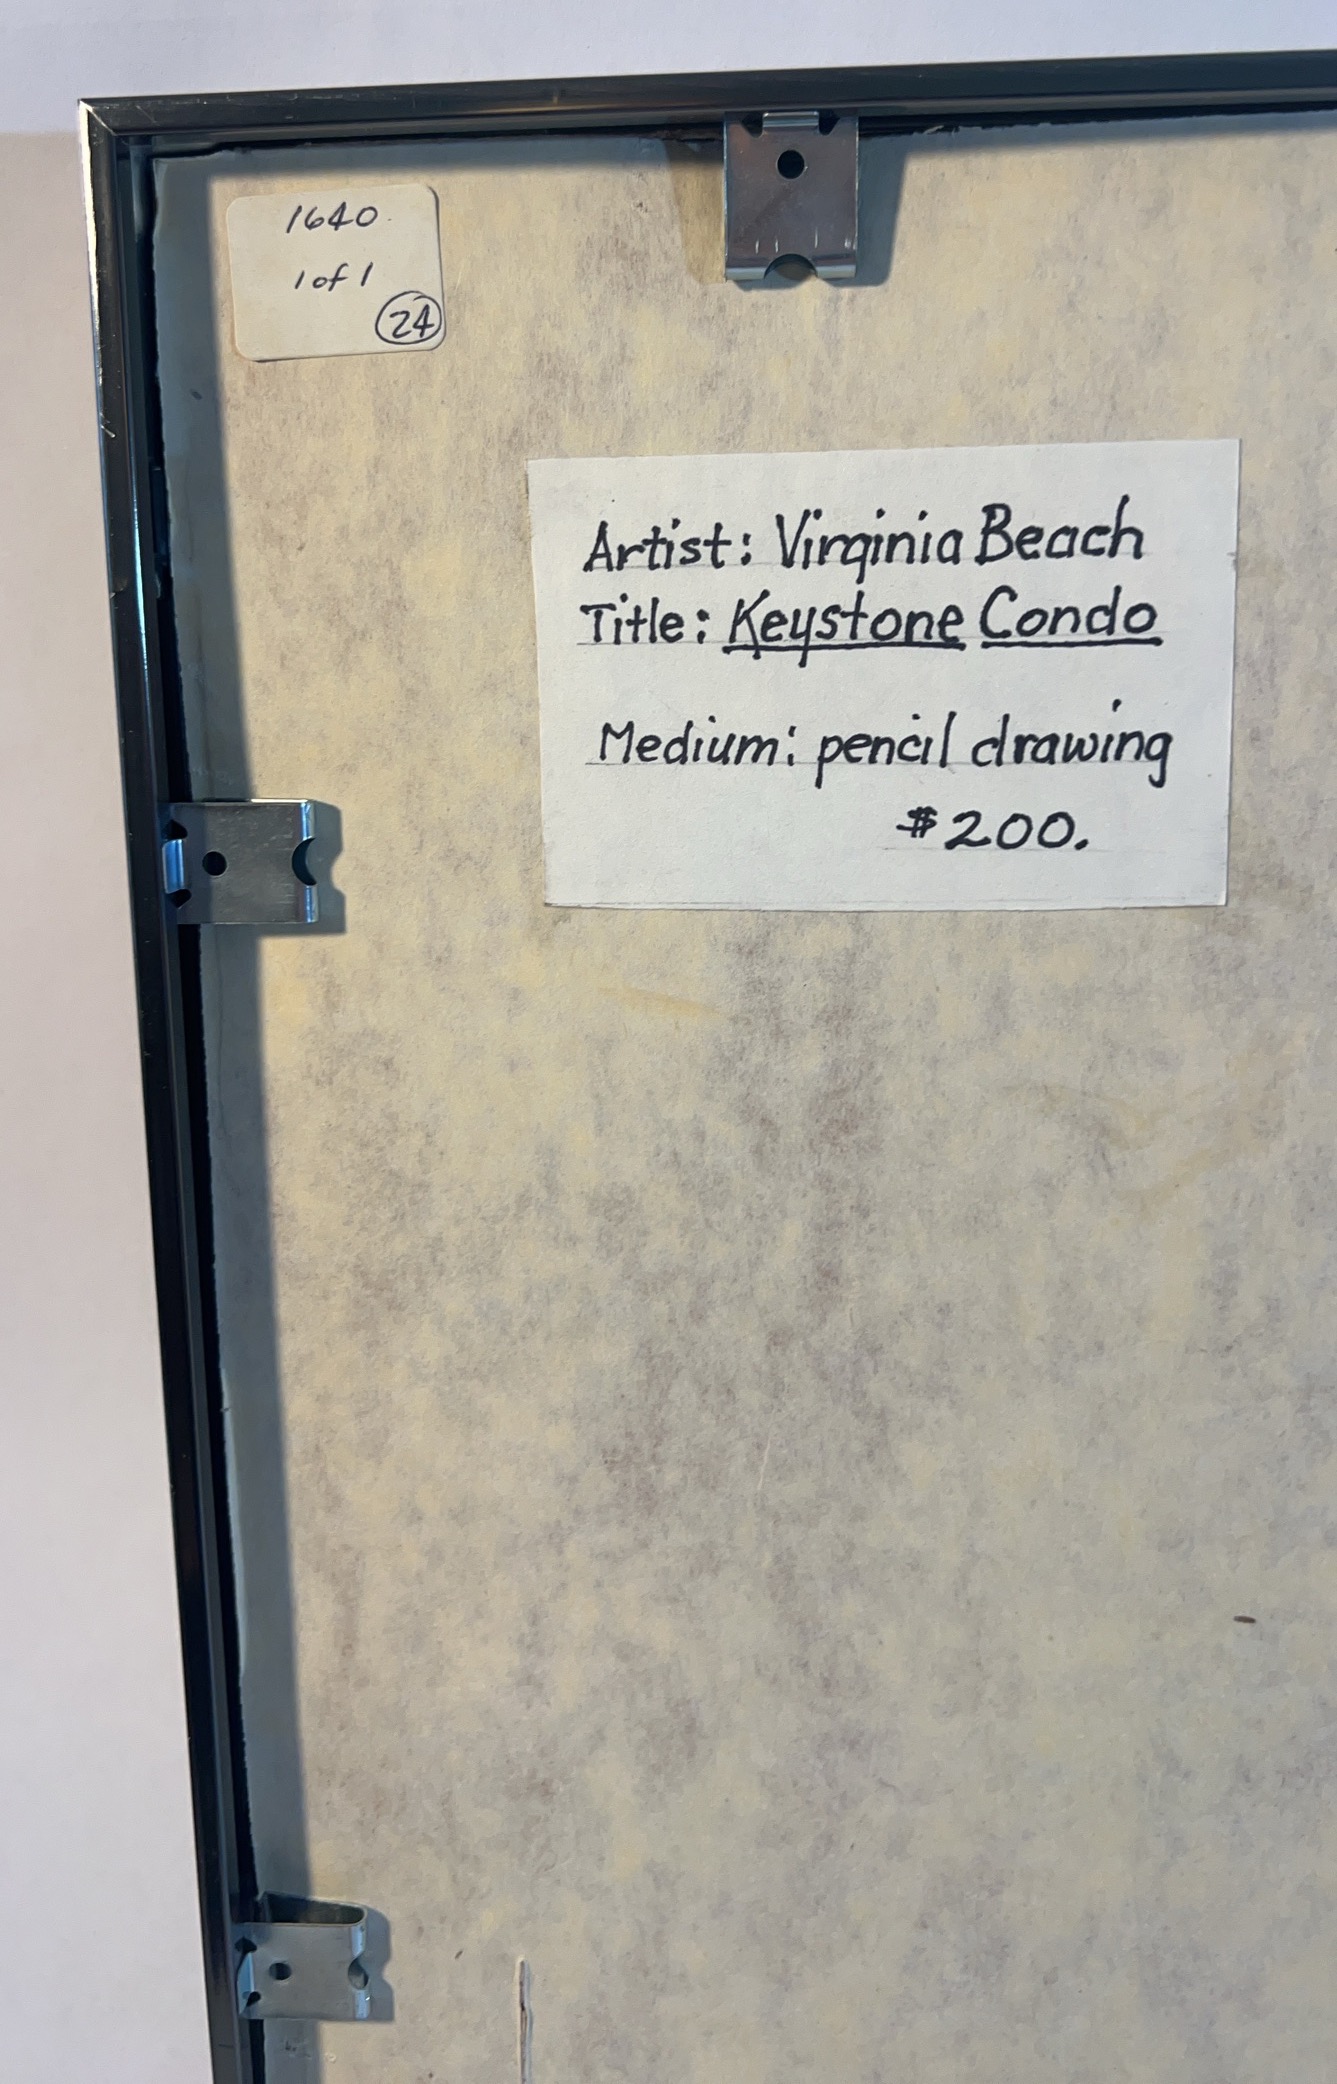 1640
1 of 1
24
Artist: Virginia Beach
Title: Keystone Condo
Medium: pencil drawing
$200.